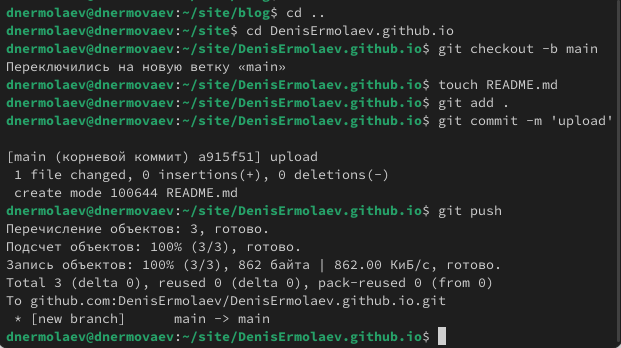 dnermolaev@dnermovaev:~/site/blog$ cd ..
dnermolaev@dnermovaev:~/site$ cd DenisErmolaev.github.io
dnermolaev@dnermovaev:~/site/DenisErmolaev.github.io$ git checkout -b main
Переключились на новую ветку «main»
dnermolaev@dnermovaev:~/site/DenisErmolaev.github.io$ touch README.md
dnermolaev@dnermovaev:~/site/DenisErmolaev.github.io$ git add .
dnermolaev@dnermovaev:~/site/DenisErmolaev.github.io$ git commit -m 'upload'
[main (корневой коммит) a915f51] upload
1 file changed, 0 insertions(+), 0 deletions(-)
create mode 100644 README.md
dnermolaev@dnermovaev:~/site/DenisErmolaev.github.io$ git push
Перечисление объектов: 3, готово.
Подсчет объектов: 100% (3/3), готово.
Запись объектов: 100% (3/3), 862 байта | 862.00 КиБ/с, готово.
Total 3 (delta 0), reused 0 (delta 0), pack-reused 0 (from 0)
To github.com:DenisErmolaev/DenisErmolaev.github.io.git
* [new branch]      main -> main
dnermolaev@dnermovaev:~/site/DenisErmolaev.github.io$